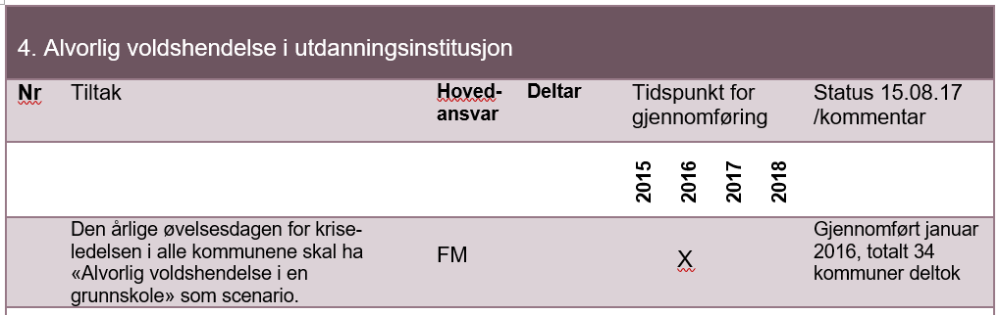 4. Alvorlig voldshendelse i utdanningsinstitusjon
Nr Tiltak Hoved- Deltar Tidspunkt for Status 15.08.17
ansvar gjennomføring /kommentar
2015 2016 2017 2018
Den årlige øvelsesdagen for krise-
ledelsen i alle kommunene skal ha
«Alvorlig voldshendelse i en
grunnskole» som scenario.
FM
X
Gjennomført januar
2016, totalt 34
kommuner deltok